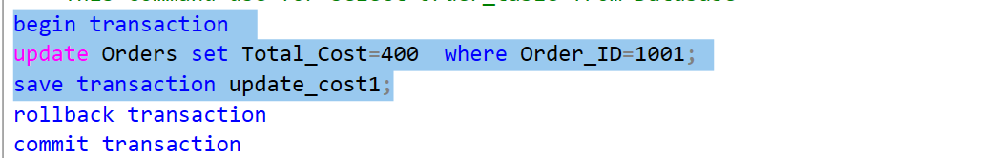 begin transaction
update Orders set Total_Cost=400  where Order_ID=1001;
save transaction update_cost1;
rollback transaction
commit transaction